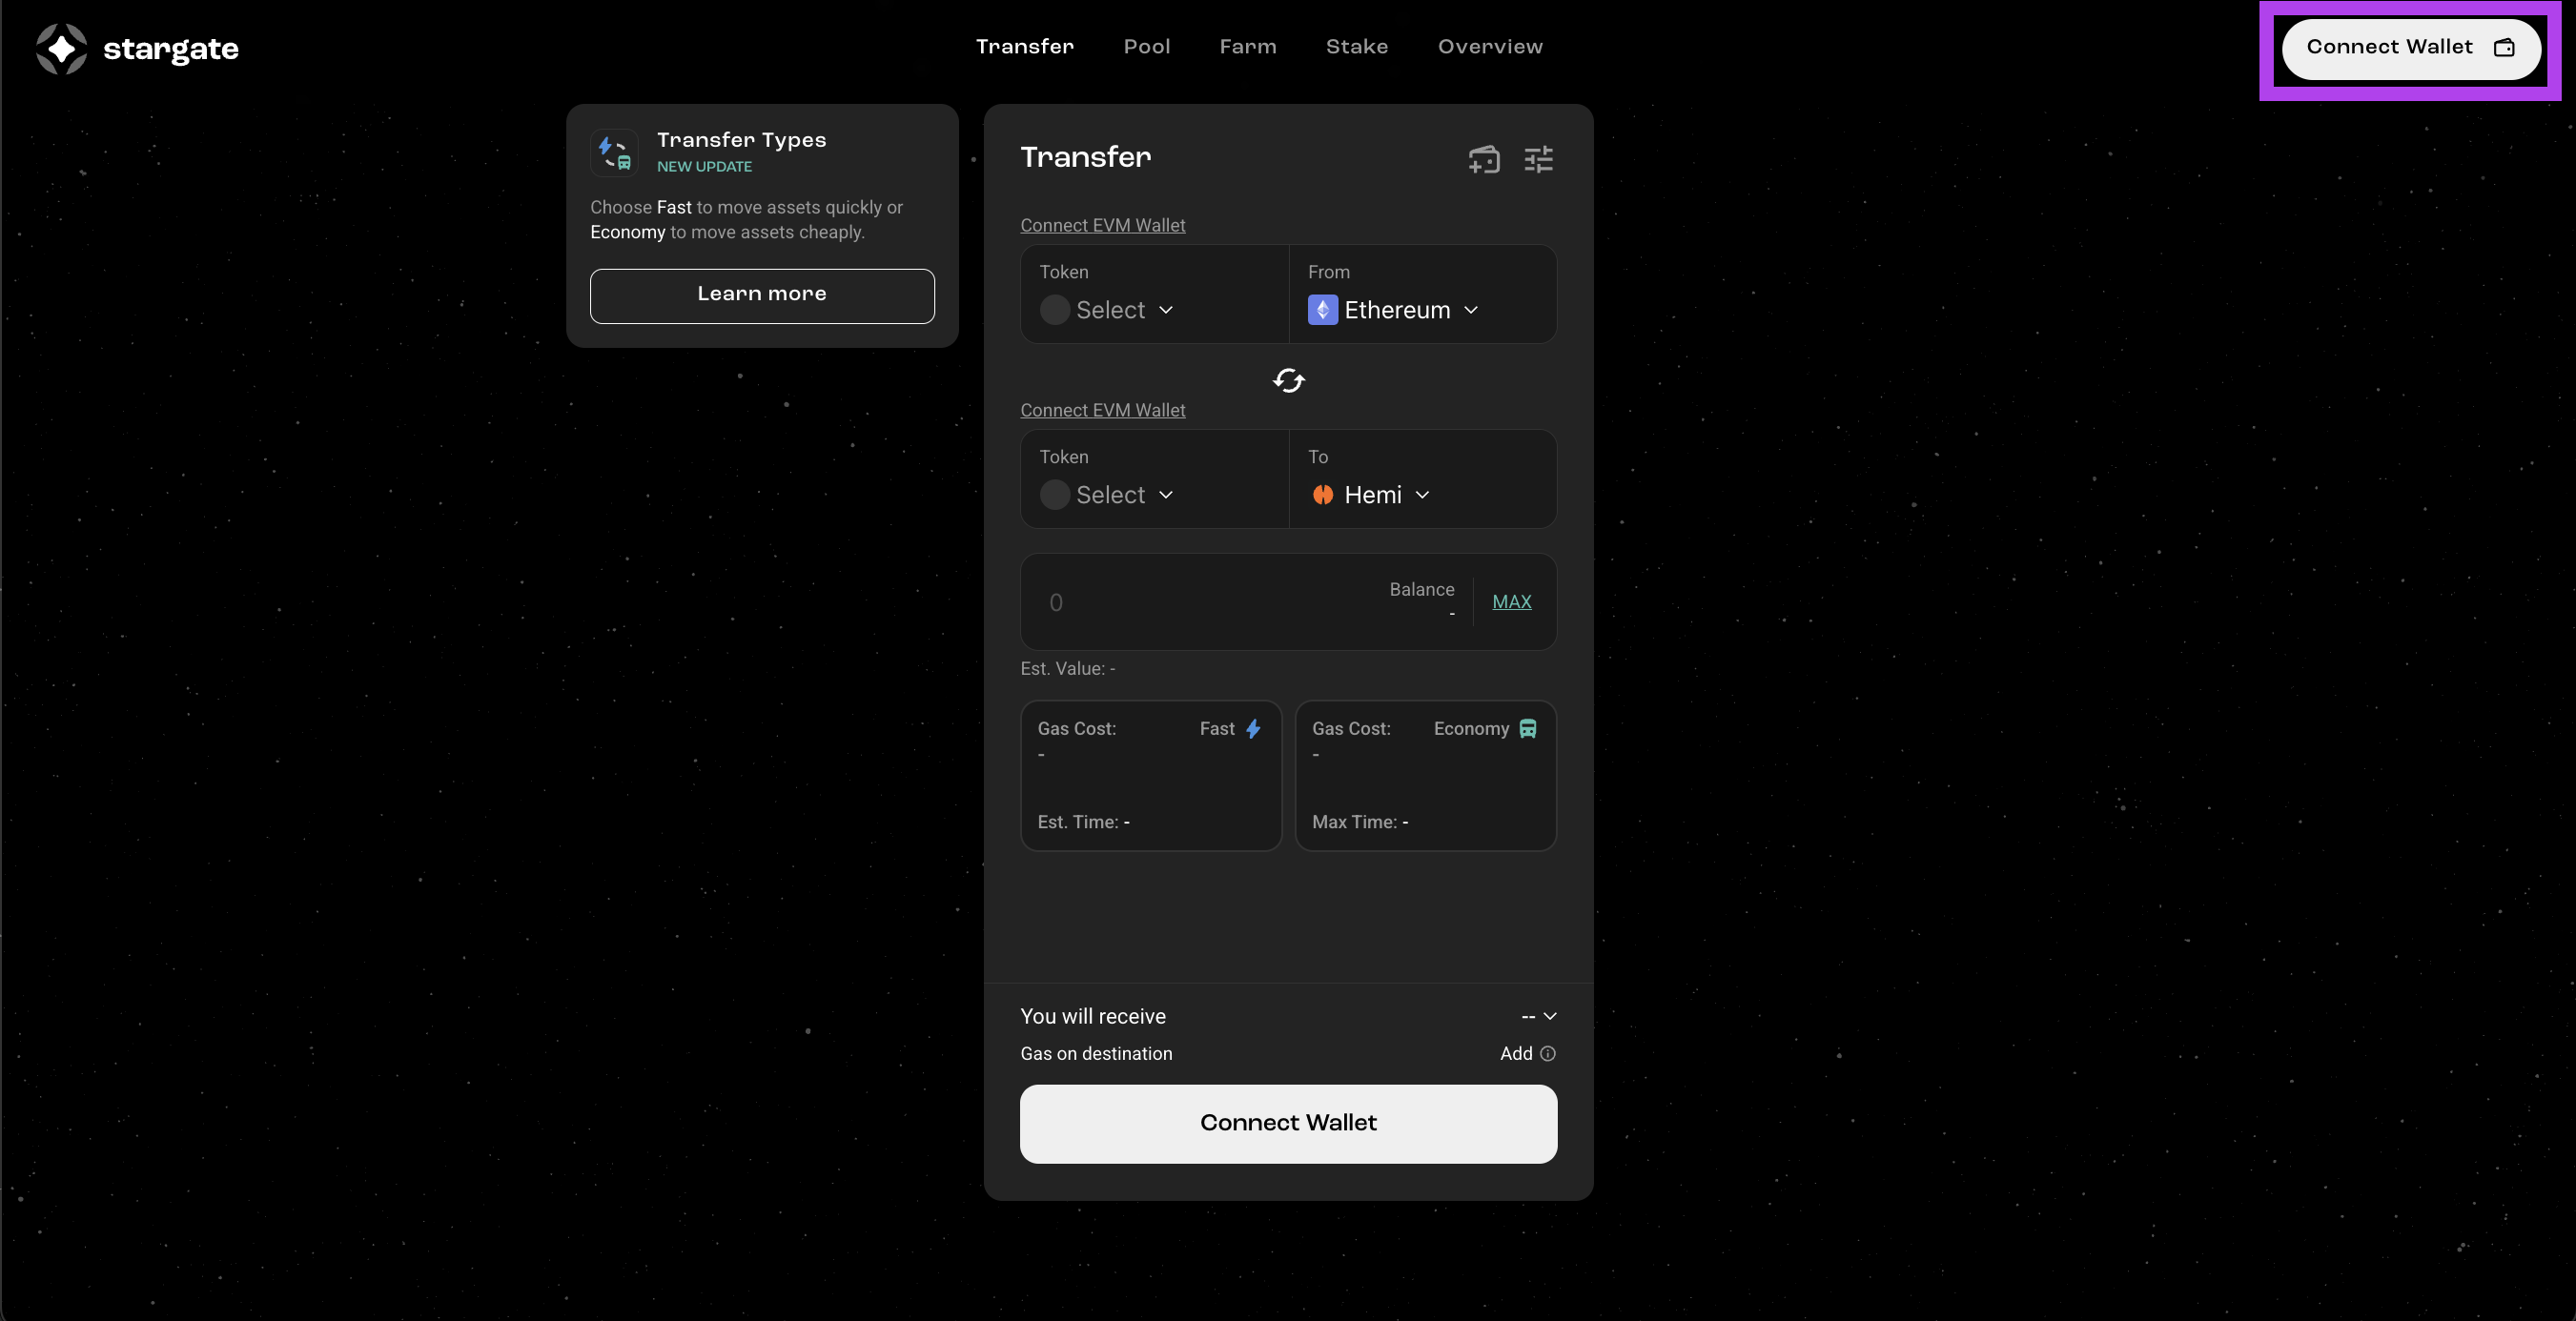 stargate
Transfer Pool Farm Stake Overview
Connect Wallet
Transfer Types
NEW UPDATE
Choose Fast to move assets quickly or
Economy to move assets cheaply.
Learn more
Transfer
Connect EVM Wallet
Token From
Select Ethereum
Connect EVM Wallet
Token To
Select Hemi
0 Balance
- MAX
Est. Value: -
Gas Cost: Fast
-
Est. Time: -
Gas Cost: Economy
-
Max Time: -
You will receive --
Gas on destination Add
Connect Wallet